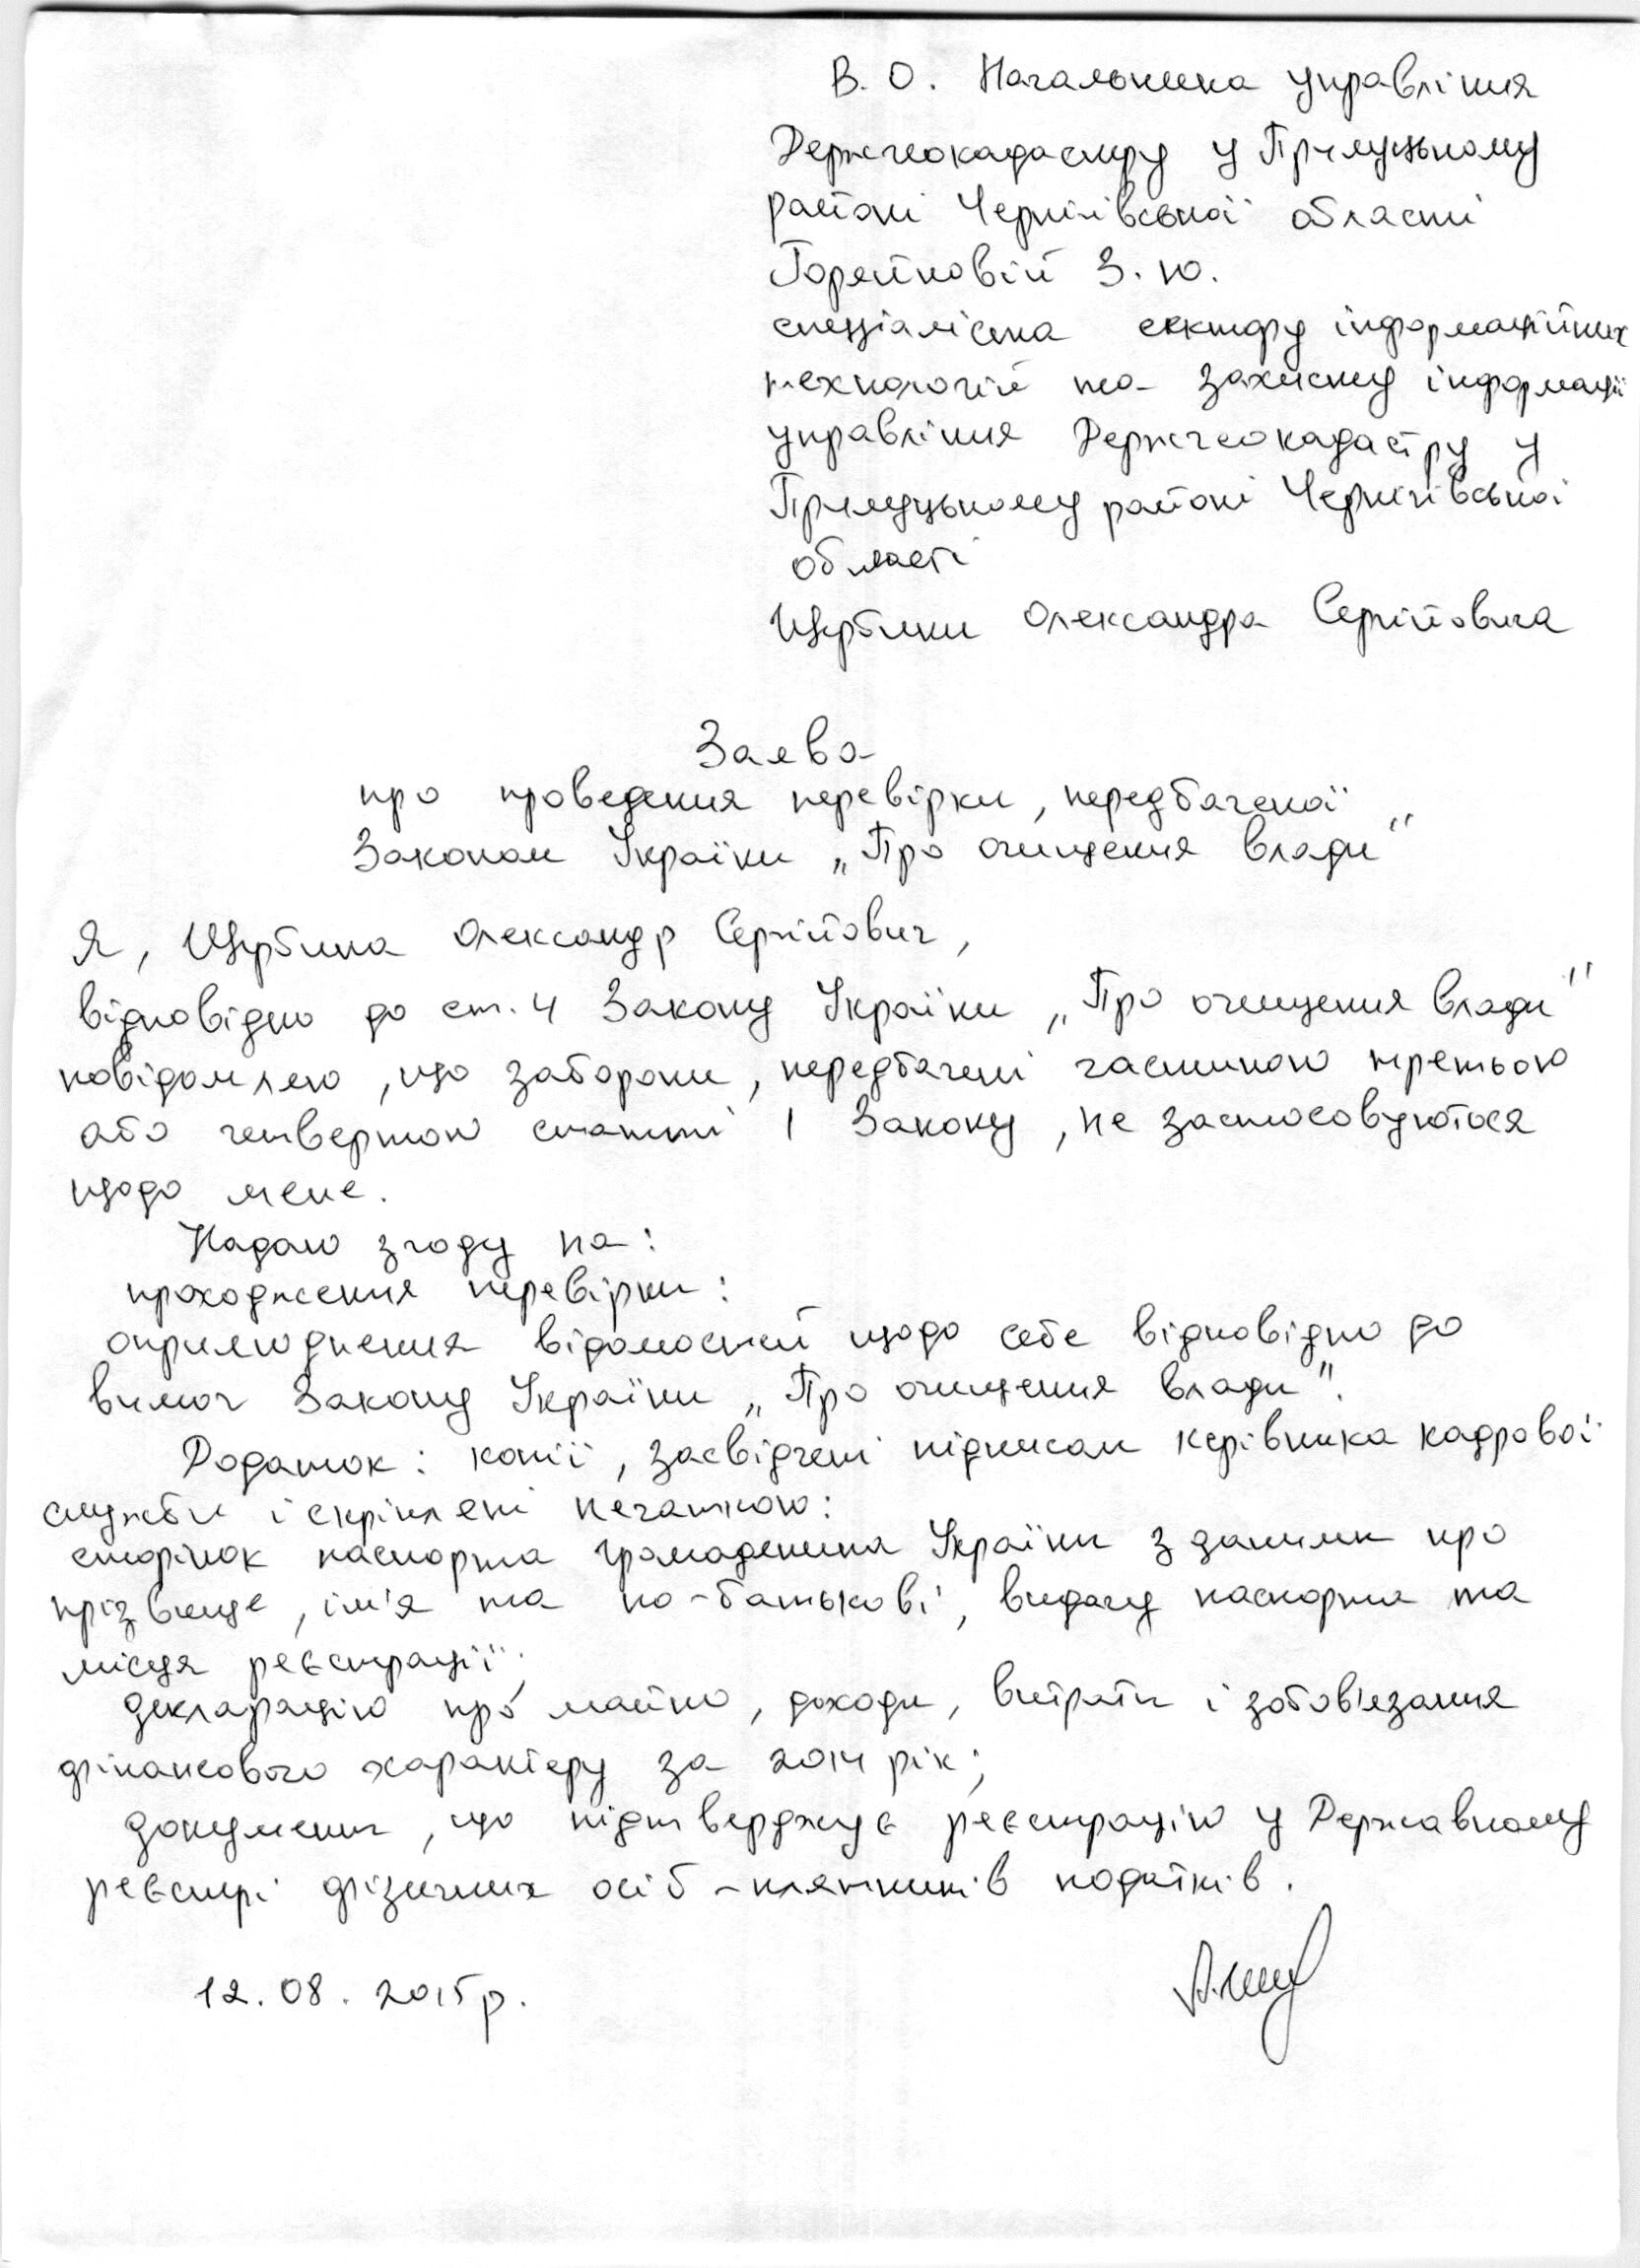 В. О. Начальника управління
Держгеокадастру у Прилуцькому
районі Чернігівської області
Горейковій З. Ю.
спеціаліста сектору інформаційних
технологій та захисту інформації
управління Держгеокадастру у
Прилуцькому районі Чернігівської
області
Щербини Олександра Сергійовича
Заява
про проведення перевірки, передбаченої
Законом України „Про очищення влади"
Я, Щербина Олександр Сергійович,
відповідно до ст. 4 Закону України „Про очищення влади"
повідомляю, що заборони, передбачені частиною третьою
або четвертою статті 1 Закону, не застосовуються
щодо мене.
Надаю згоду на:
проходження перевірки:
оприлюднення відомостей щодо себе відповідно до
вимог Закону України „Про очищення влади".
Додаток: копії, засвідчені підписом керівника кадрової
служби і скріплені печаткою:
сторінок паспорта громадянина України з даними про
прізвище, ім'я та по-батькові, видачу паспорта та
місця реєстрації;
декларацію про майно, доходи, витрати і зобов'язання
фінансового характеру за 2014 рік;
документ, що підтверджує реєстрацію у Державному
реєстрі фізичних осіб-платників податків.
12. 08. 2015 р.